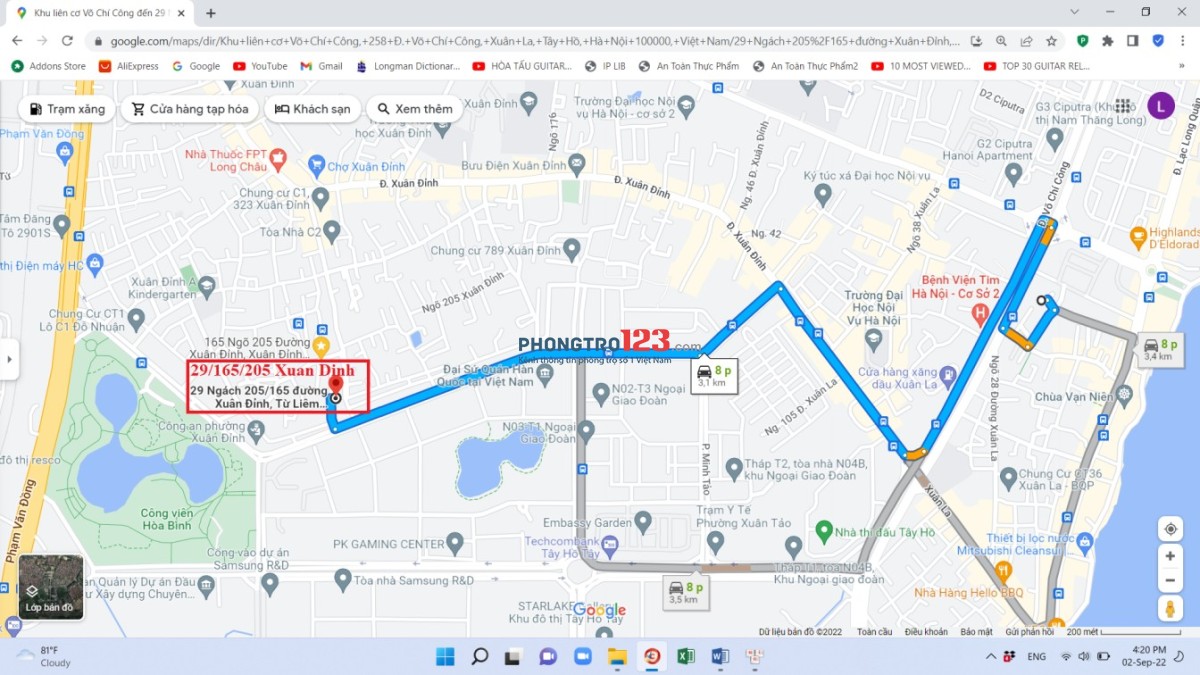 Khu liên cơ Võ Chí Công đến 29
google.com/maps/dir/Khu+liên+cơ+Võ+Chí+Công,+258+Đ.+Võ+Chí+Công,+Xuân+La,+Tây+Hồ,+Hà+Nội+100000,+Việt+Nam/29+Ngách+205%2F165+đường+Xuân+Đỉnh,...
Addons Store
AliExpress
Google
YouTube
Gmail
Longman Dictionar...
HÒA TẤU GUITAR...
IP LIB
An Toàn Thực Phẩm
An Toàn Thực Phẩm2
10 MOST VIEWED...
TOP 30 GUITAR REL...
»
Trạm xăng
Cửa hàng tạp hóa
Khách sạn
Xem thêm
L
Xuân Đỉnh
Phạm Văn Đồng
học Xuân Đỉnh
Xuân Đỉnh
Ngõ 176
Trường Đại học Nội
vụ Hà Nội - cơ sở 2
D2 Ciputra
G3 Ciputra (Khu đô
thị Nam Thăng Long)
Đ. Lạc Long Quân
G2 Ciputra
Hanoi Apartment
Nhà Thuốc FPT
Long Châu
Chợ Xuân Đỉnh
Bưu Điện Xuân Đỉnh
Đ. Xuân Đỉnh
Đ. Xuân Đỉnh
Ng. 46 Đ. Xuân Đỉnh
Ký túc xá Đại học Nội vụ
Ngõ 38 Xuân La
Đ. Võ Chí Công
Chung cư C1,
323 Xuân Đỉnh
Tâm Đăng
Tô 2901S...
Tòa Nhà C2
Ng. 42
Đ. Xuân Đỉnh
Highlands
D'Eldorad
thị Điện máy HC
Chung cư 789 Xuân Đỉnh
Xuân Đỉnh A
Kindergarten
Ngõ 205 Xuân Đỉnh
Bệnh Viện Tim
Hà Nội - Cơ Sở 2
Trường Đại
Học Nội
Vụ Hà Nội
Chung cư CT1
Lô C1 Đỗ Nhuận
165 Ngõ 205 Đường
Xuân Đỉnh, Xuân Đỉnh,...
PHONGTRO123.com
Kênh thông tin phòng trọ số 1 Việt Nam
8 p
3,4 km
29/165/205 Xuan Dinh
29 Ngách 205/165 đường
Xuân Đỉnh, Từ Liêm...
Đại Sứ Quán Hàn
Quốc tại Việt Nam
8 p
3,1 km
Cửa hàng xăng
dầu Xuân La
N02-T3 Ngoại
Giao Đoàn
Ng. 105 Đ. Xuân La
Ngõ 28 Đường Xuân La
Chùa Vạn Niên
Công an phường
Xuân Đỉnh
N03-T1 Ngoại
Giao Đoàn
đô thị resco
P. Minh Tảo
Tháp T2, tòa nhà N04B,
khu Ngoại Giao Đoàn
Xuân La
Chung Cư CT36
Xuân La - BQP
Phạm Văn Đồng
Công viên
Hòa Bình
Embassy Garden
Trạm Y Tế
Phường Xuân Tảo
Nhà thi đấu Tây Hồ
PK GAMING CENTER
Techcombank
Tây Hồ Tây
Thiết bị lọc nước
Mitsubishi Cleansui
Cổng vào dự án
Samsung R&D
Tháp T1, tòa N04B,
Khu Ngoại giao đoàn
Tòa nhà Samsung R&D
8 p
3,5 km
Ban Quản lý Dự án Đầu
tư Xây dựng Chuyên...
Nhà Hàng Hello BBQ
Lớp bản đồ
Google
Khu đô thị Tây Hồ Tây
Dữ liệu bản đồ ©2022
Toàn cầu
Điều khoản
Bảo mật
Gửi phản hồi
200 mét
81°F
Cloudy
ENG
4:20 PM
02-Sep-22